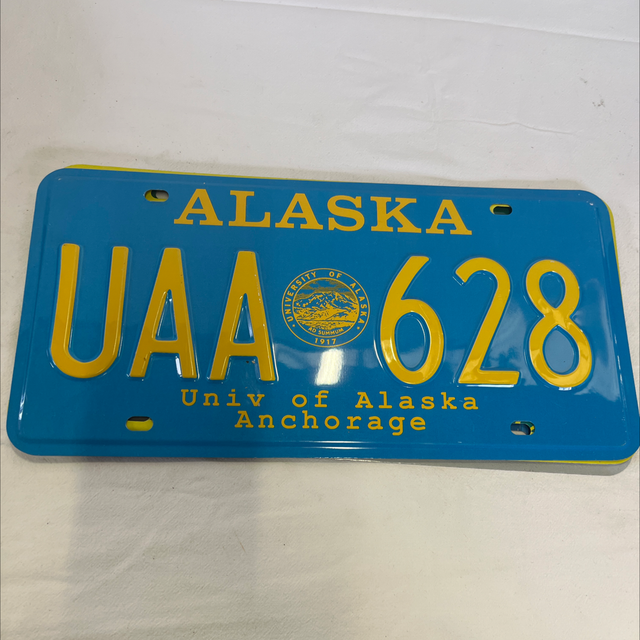 ALASKA
UAA 628
UNIVERSITY OF ALASKA
AD SUMMUM
1917
Univ of Alaska
Anchorage